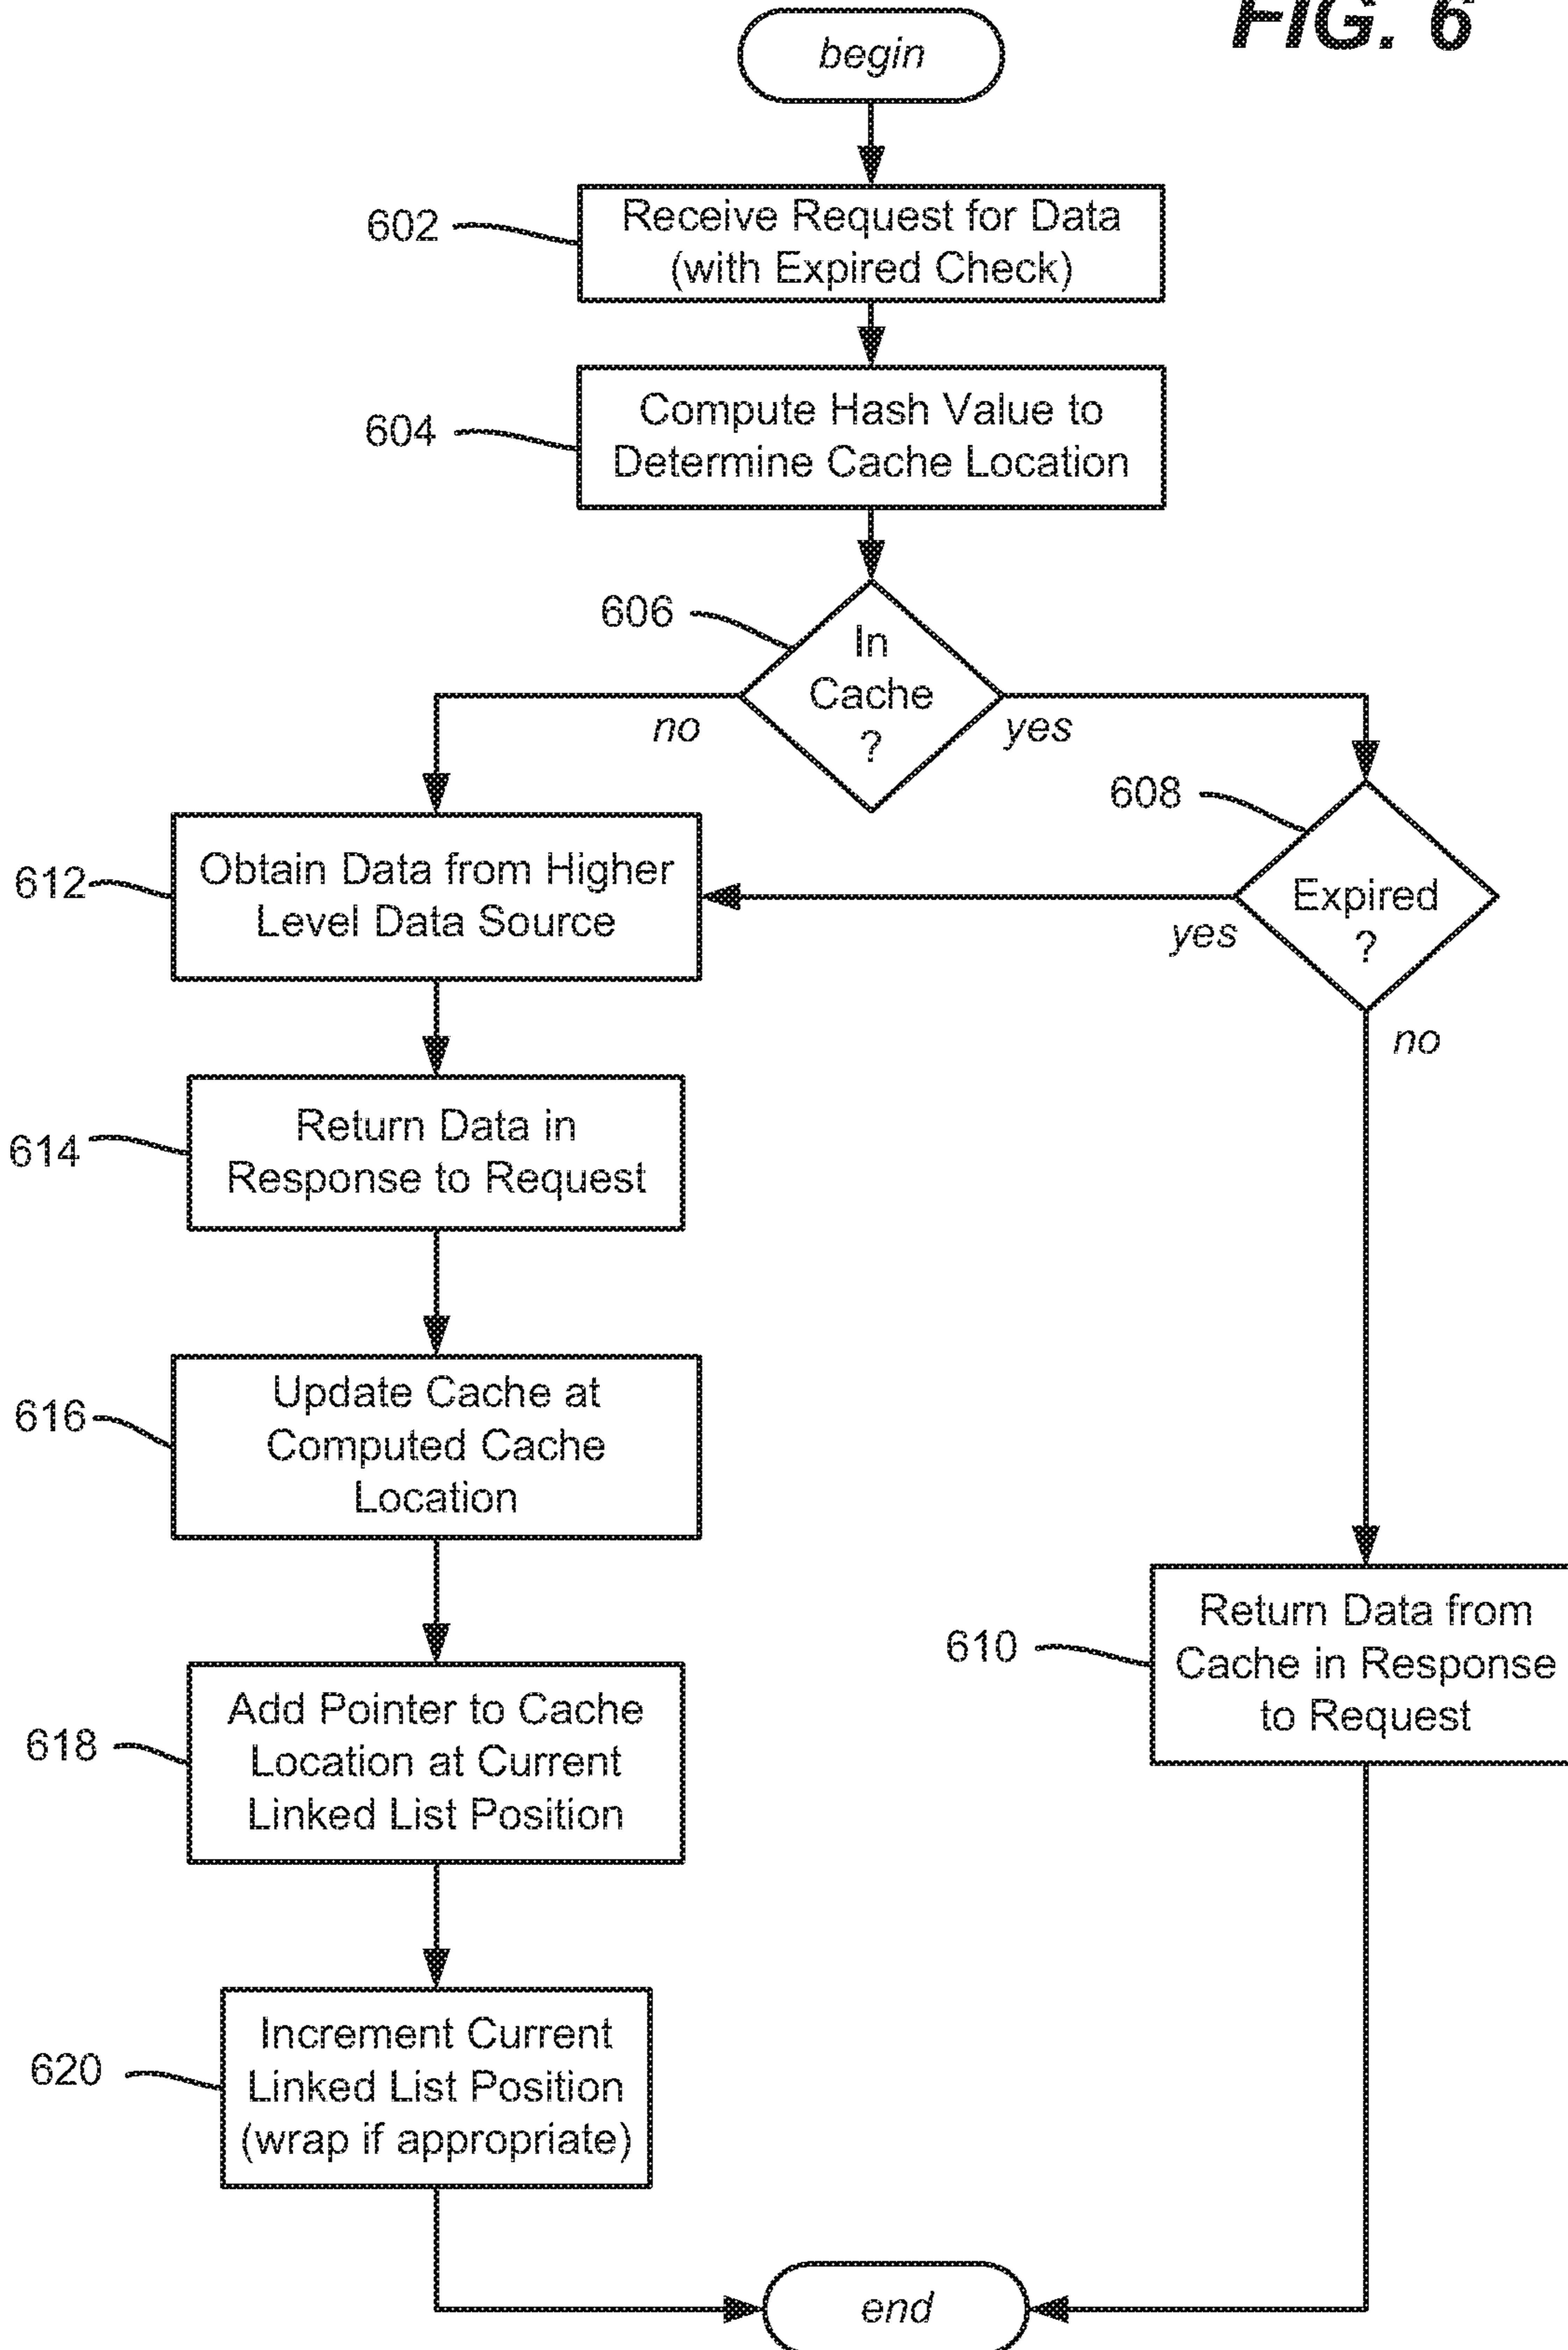 FIG. 6
begin
602
Receive Request for Data
(with Expired Check)
604
Compute Hash Value to
Determine Cache Location
606
In
Cache
?
no
yes
608
Expired
?
yes
no
612
Obtain Data from Higher
Level Data Source
614
Return Data in
Response to Request
616
Update Cache at
Computed Cache
Location
618
Add Pointer to Cache
Location at Current
Linked List Position
610
Return Data from
Cache in Response
to Request
620
Increment Current
Linked List Position
(wrap if appropriate)
end